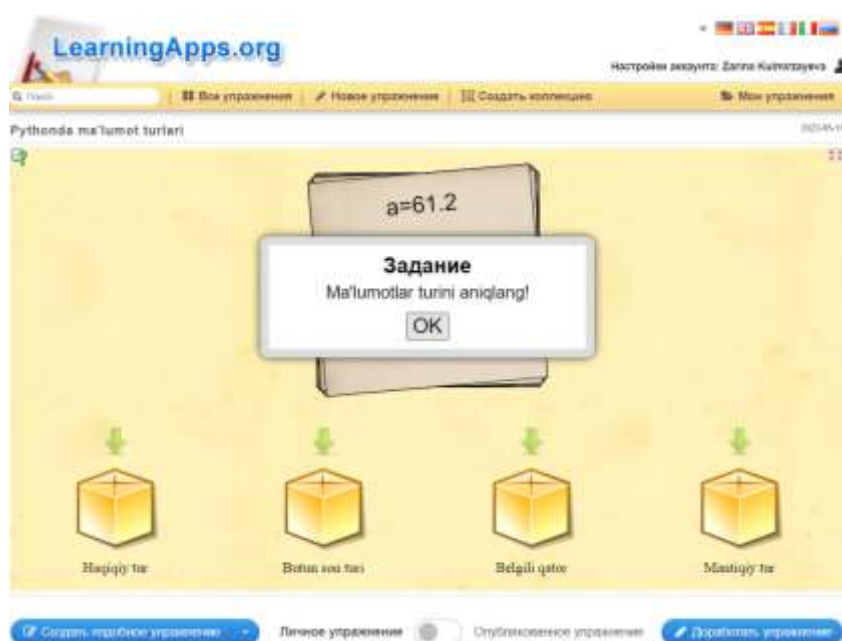 LearningApps.org
Настройки аккаунта: Zarina Kulmirzayeva
Поиск
Все упражнения
Новое упражнение
Создать коллекцию
Мои упражнения
Pythonda ma'lumot turlari
a=61.2
Задание
Ma'lumotlar turini aniqlang!
OK
Haqiqiy tur
Butun son turi
Belgili qator
Mantiqiy tur
Создать подобное упражнение
Личное упражнение
Опубликованное упражнение
Доработать упражнение